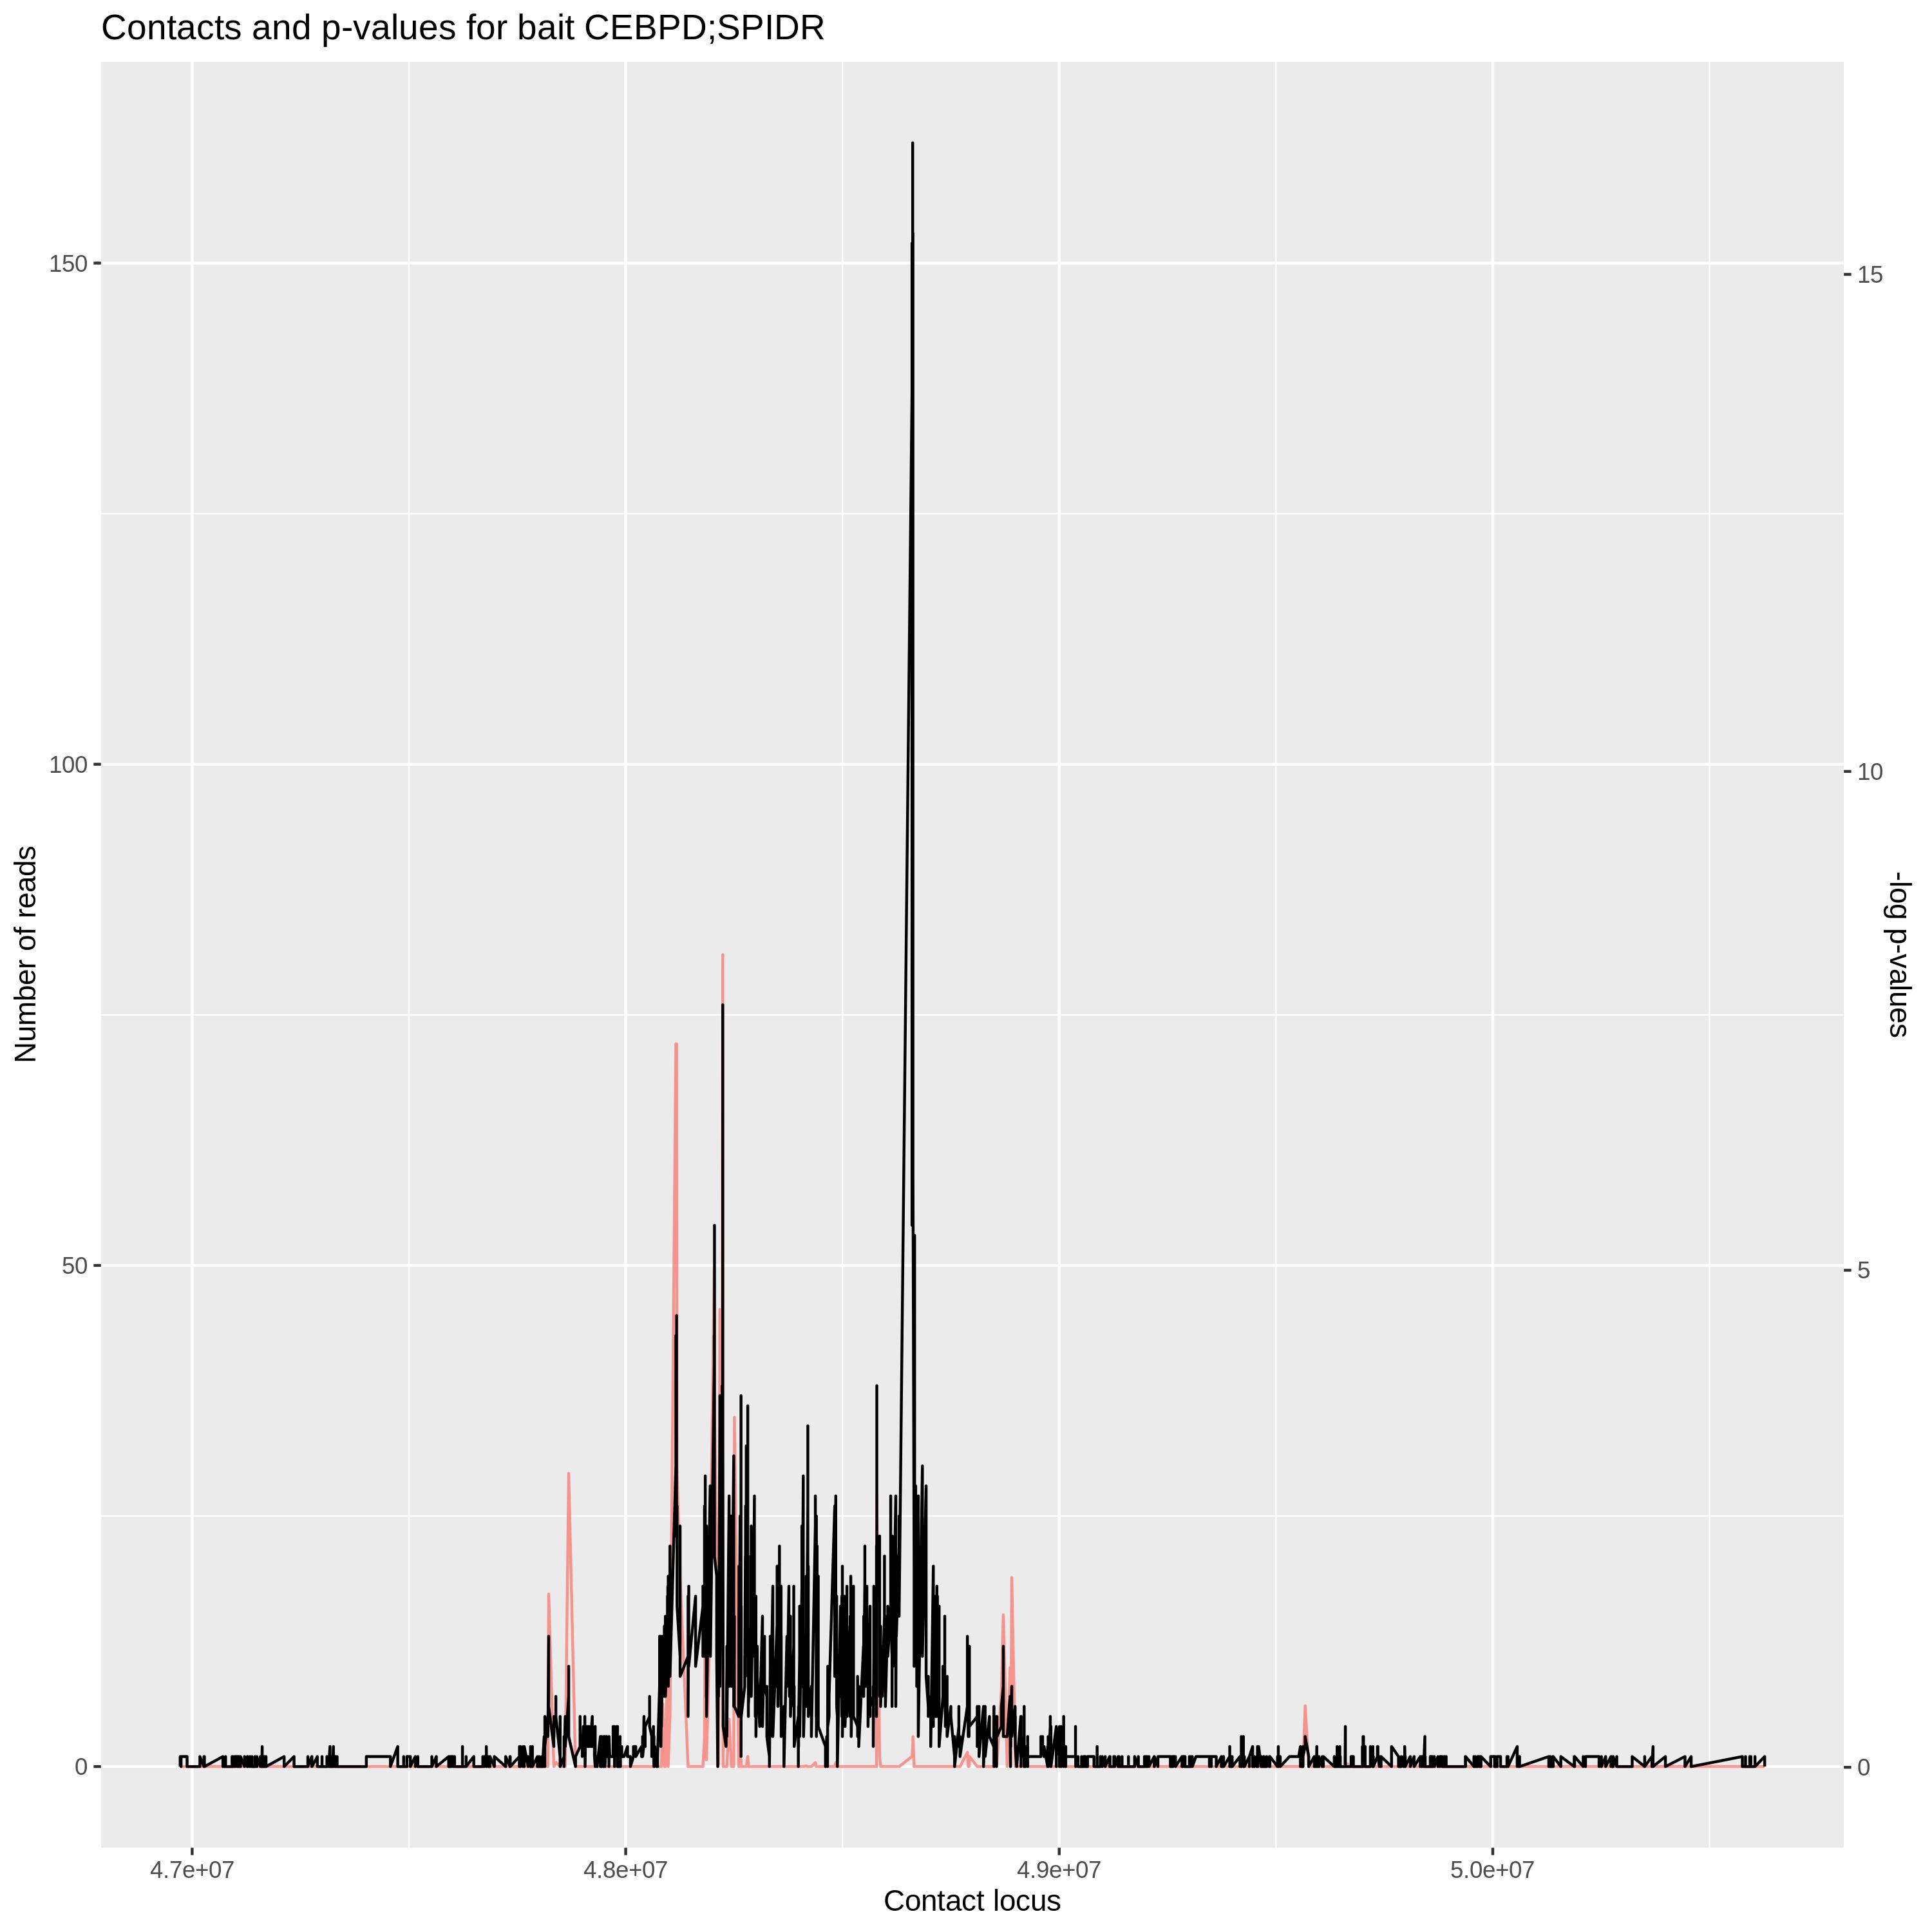 Contacts and p-values for bait CEBPD;SPIDR
150
100
50
0
15
10
5
0
Number of reads
-log p-values
4.7e+07
4.8e+07
4.9e+07
5.0e+07
Contact locus